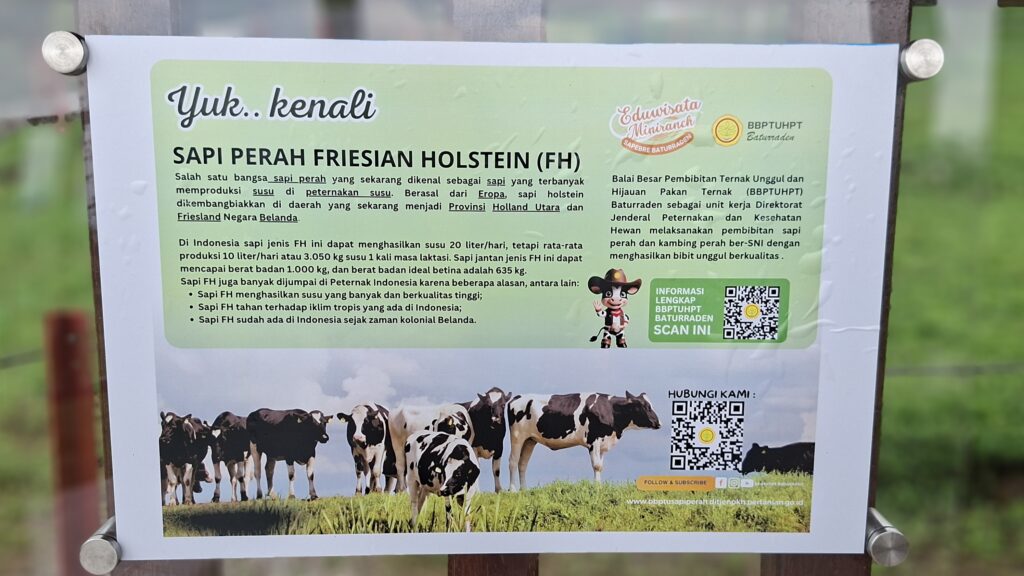 Yuk.. kenali
SAPI PERAH FRIESIAN HOLSTEIN (FH)
Salah satu bangsa sapi perah yang sekarang dikenal sebagai sapi yang terbanyak
memproduksi susu di peternakan susu. Berasal dari Eropa, sapi holstein
dikembangbiakkan di daerah yang sekarang menjadi Provinsi Holland Utara dan
Friesland Negara Belanda.
Di Indonesia sapi jenis FH ini dapat menghasilkan susu 20 liter/hari, tetapi rata-rata
produksi 10 liter/hari atau 3.050 kg susu 1 kali masa laktasi. Sapi jantan jenis FH ini dapat
mencapai berat badan 1.000 kg, dan berat badan ideal betina adalah 635 kg.
Sapi FH juga banyak dijumpai di Peternak Indonesia karena beberapa alasan, antara lain:
• Sapi FH menghasilkan susu yang banyak dan berkualitas tinggi;
• Sapi FH tahan terhadap iklim tropis yang ada di Indonesia;
• Sapi FH sudah ada di Indonesia sejak zaman kolonial Belanda.
Eduwisata
Miniranch
BBPTUHPT
Baturraden
Balai Besar Pembibitan Ternak Unggul dan
Hijauan Pakan Ternak (BBPTUHPT)
Baturraden sebagai unit kerja Direktorat
Jenderal Peternakan dan Kesehatan
Hewan melaksanakan pembibitan sapi
perah dan kambing perah ber-SNI dengan
menghasilkan bibit unggul berkualitas .
INFORMASI
LENGKAP
BBPTUHPT
BATURRADEN
SCAN INI
HUBUNGI KAMI :
FOLLOW & SUBSCRIBE
www.bbptusapiperah.ditjenpkh.pertanian.go.id